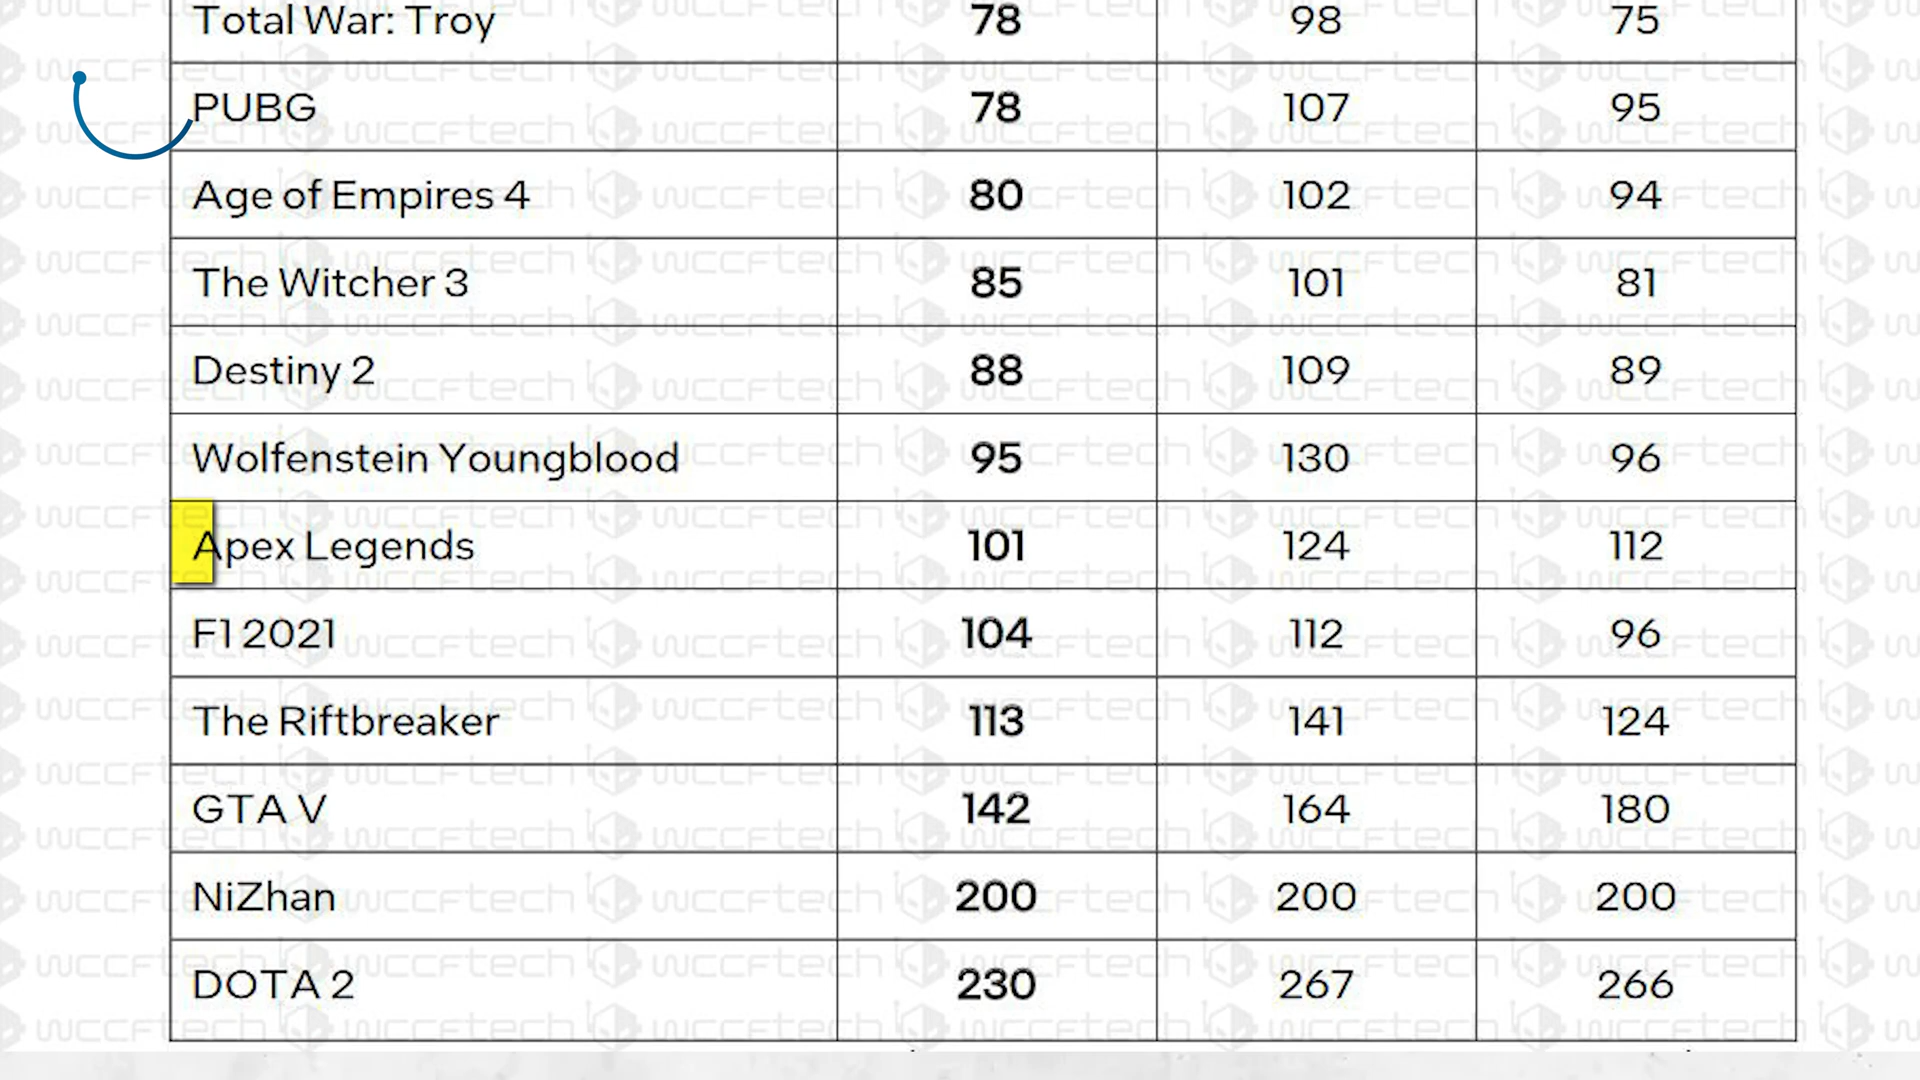 Total War: Troy 78 98 75
PUBG 78 107 95
Age of Empires 4 80 102 94
The Witcher 3 85 101 81
Destiny 2 88 109 89
Wolfenstein Youngblood 95 130 96
Apex Legends 101 124 112
F1 2021 104 112 96
The Riftbreaker 113 141 124
GTA V 142 164 180
NiZhan 200 200 200
DOTA 2 230 267 266
wccftech